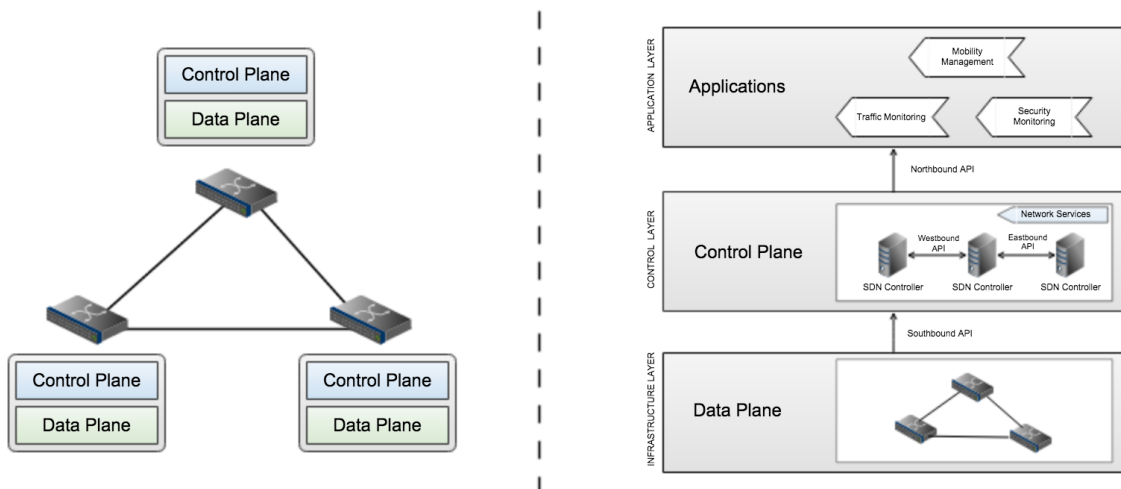 Control Plane
Data Plane
Control Plane
Data Plane
Control Plane
Data Plane
APPLICATION LAYER
Applications
Mobility
Management
Traffic Monitoring
Security
Monitoring
Northbound API
CONTROL LAYER
Control Plane
Network Services
Westbound
API
Eastbound
API
SDN Controller
SDN Controller
SDN Controller
Southbound API
INFRASTRUCTURE LAYER
Data Plane